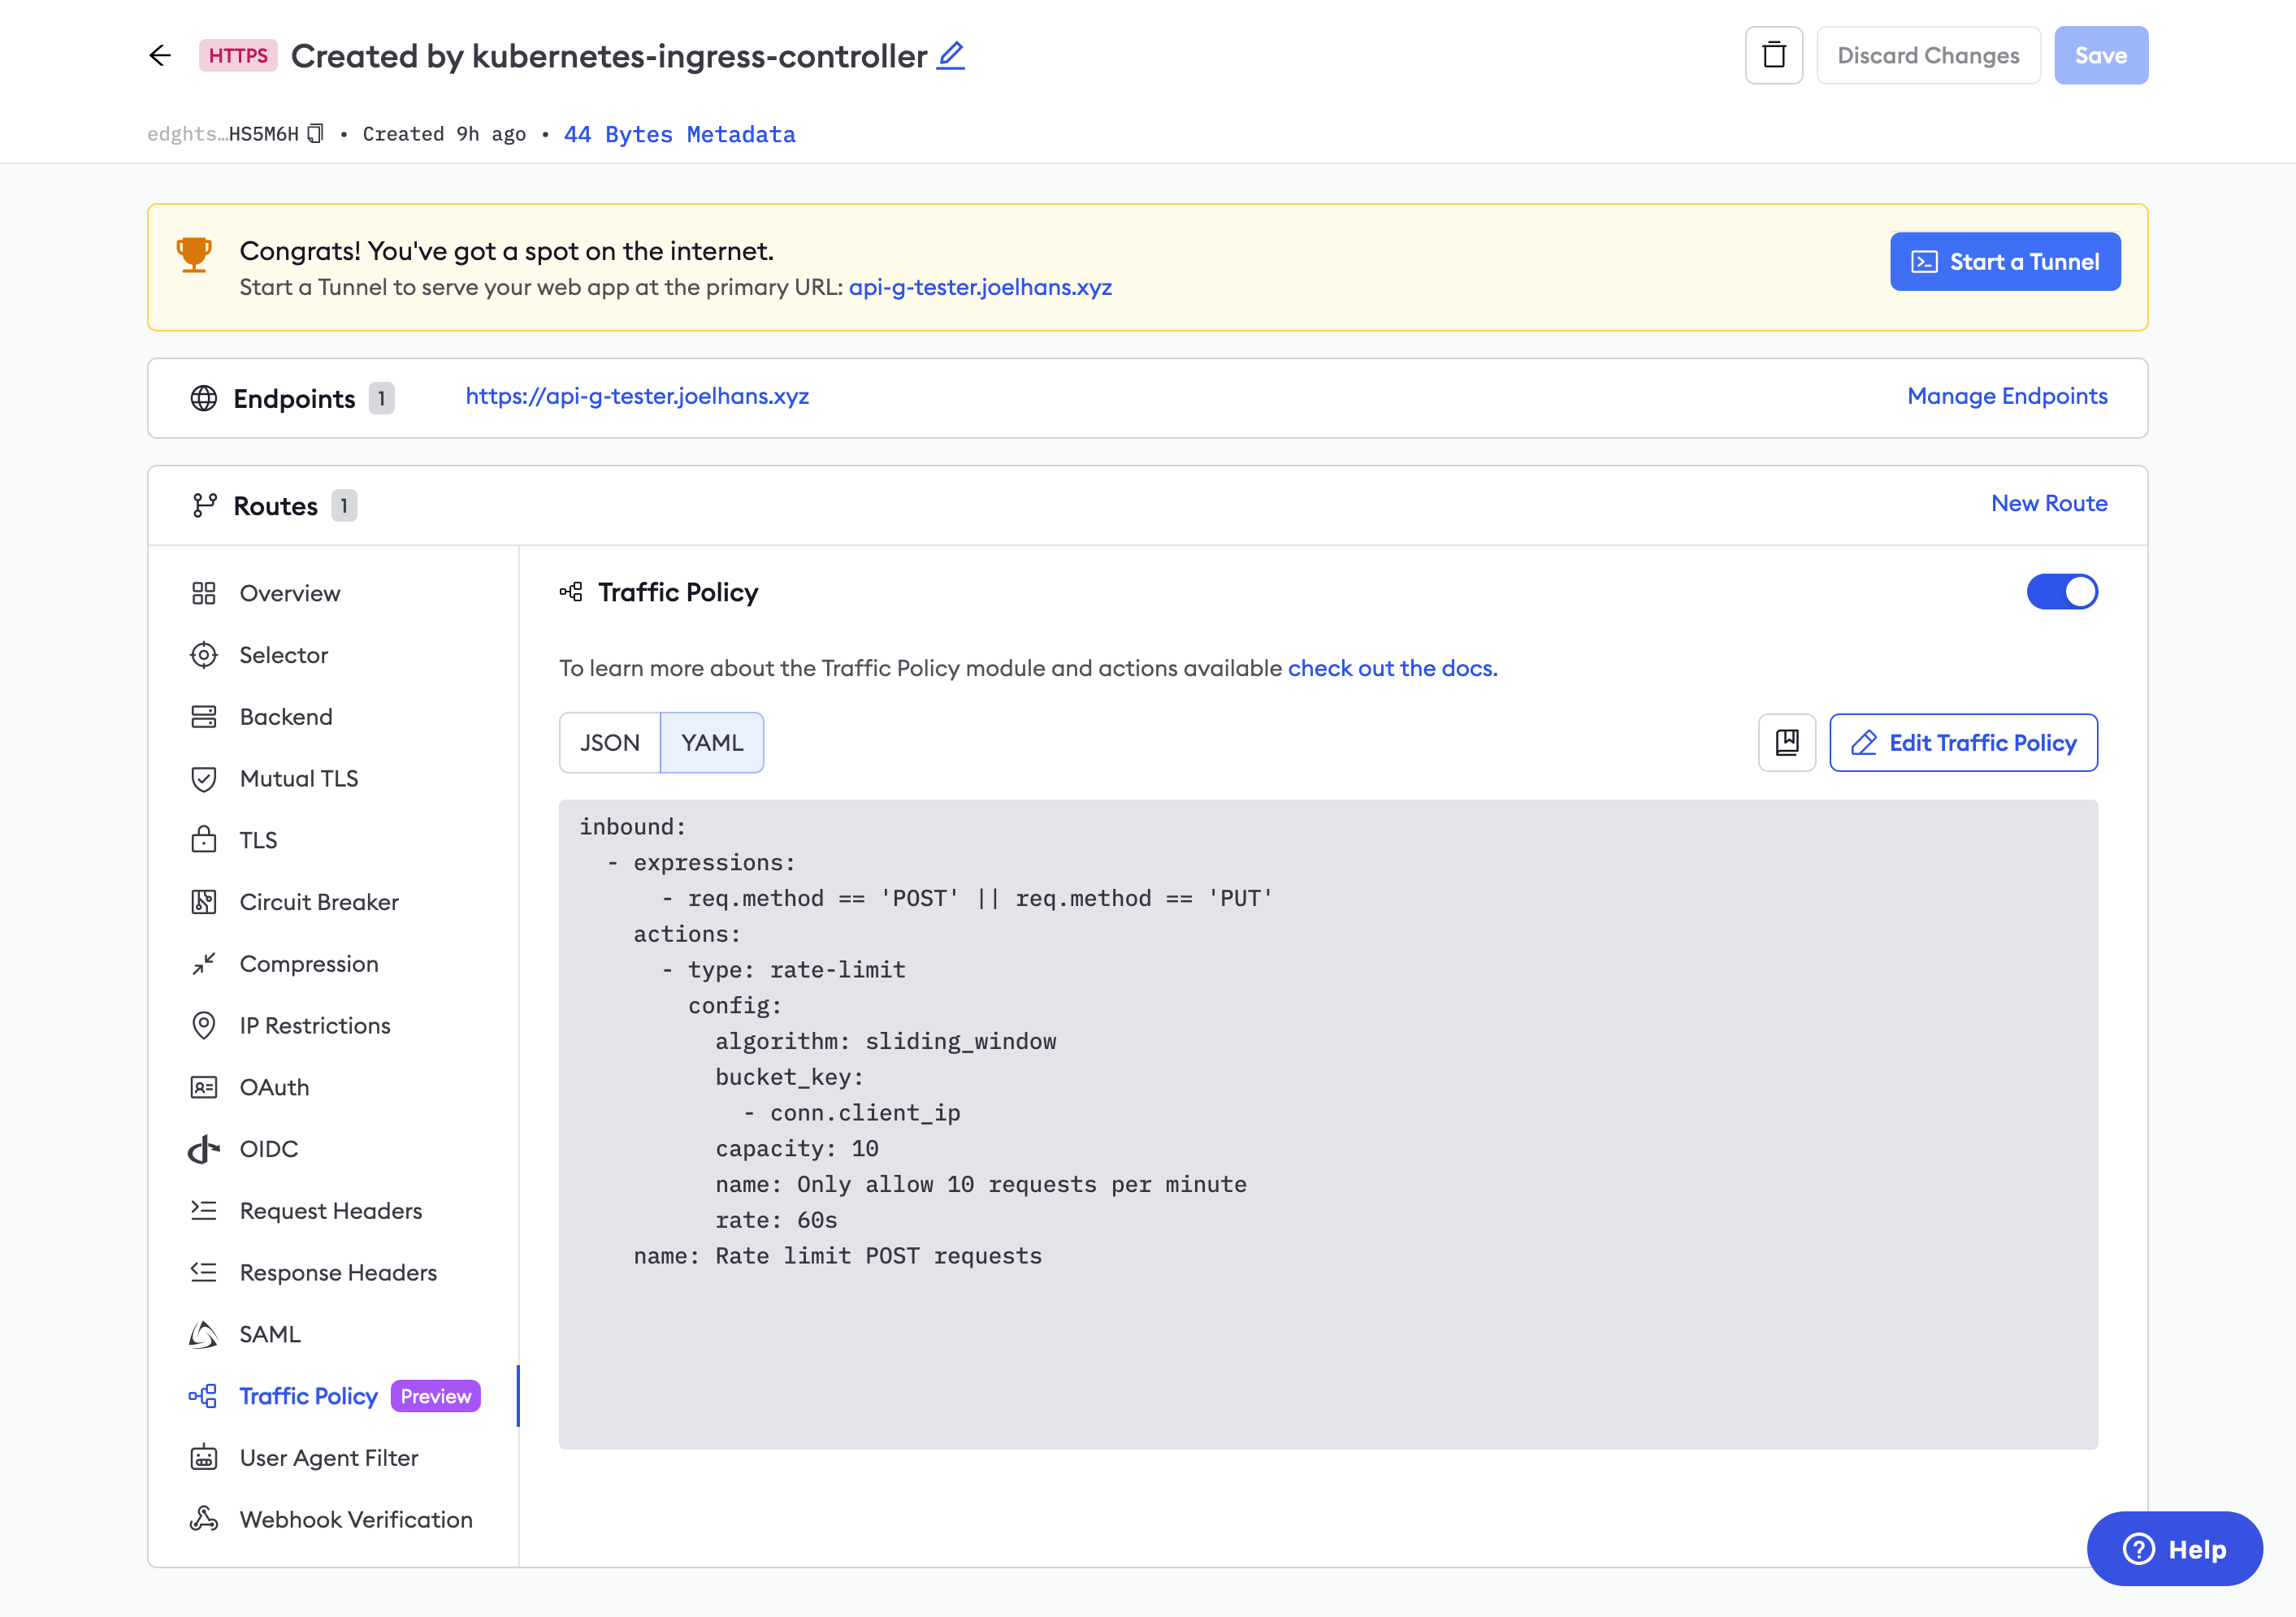 HTTPS Created by kubernetes-ingress-controller
Discard Changes
Save
edghts…HS5M6H • Created 9h ago • 44 Bytes Metadata
Congrats! You've got a spot on the internet.
Start a Tunnel to serve your web app at the primary URL: api-g-tester.joelhans.xyz
Start a Tunnel
Endpoints 1
https://api-g-tester.joelhans.xyz
Manage Endpoints
Routes 1
New Route
Overview
Selector
Backend
Mutual TLS
TLS
Circuit Breaker
Compression
IP Restrictions
OAuth
OIDC
Request Headers
Response Headers
SAML
Traffic Policy Preview
User Agent Filter
Webhook Verification
Traffic Policy
To learn more about the Traffic Policy module and actions available check out the docs.
JSON
YAML
Edit Traffic Policy
inbound:
  - expressions:
      - req.method == 'POST' || req.method == 'PUT'
    actions:
      - type: rate-limit
        config:
          algorithm: sliding_window
          bucket_key:
            - conn.client_ip
          capacity: 10
          name: Only allow 10 requests per minute
          rate: 60s
    name: Rate limit POST requests
Help